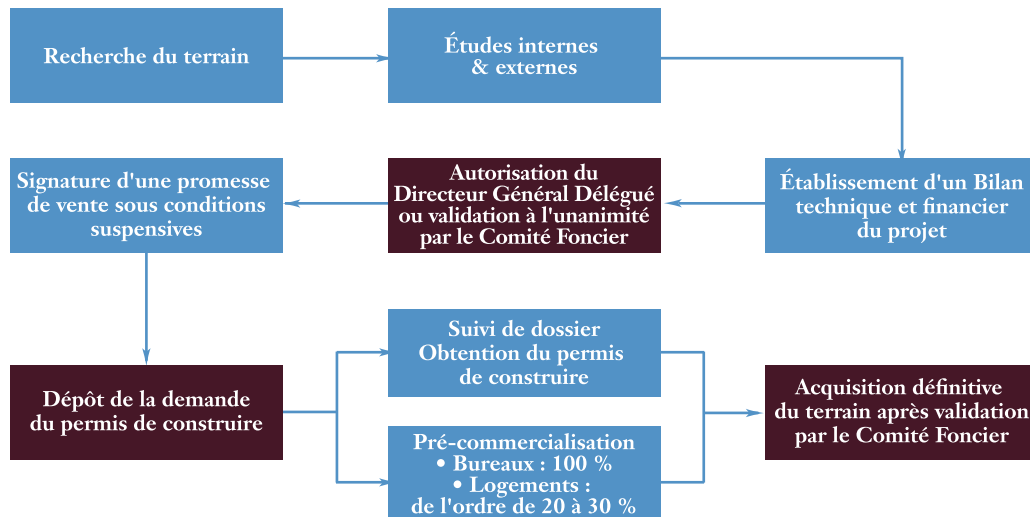 Recherche du terrain
Études internes
& externes
Établissement d'un Bilan
technique et financier
du projet
Autorisation du
Directeur Général Délégué
ou validation à l'unanimité
par le Comité Foncier
Signature d'une promesse
de vente sous conditions
suspensives
Dépôt de la demande
du permis de construire
Suivi de dossier
Obtention du permis
de construire
Pré-commercialisation
• Bureaux : 100 %
• Logements :
de l'ordre de 20 à 30 %
Acquisition définitive
du terrain après validation
par le Comité Foncier